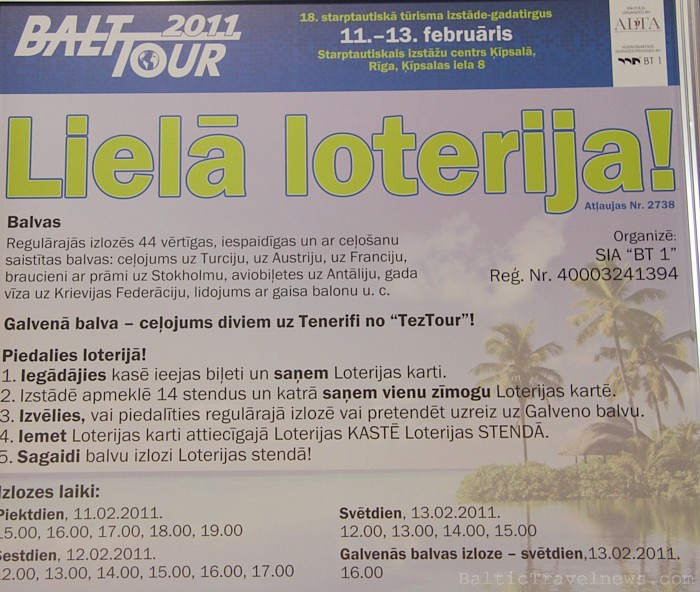 BALT TOUR 2011
18. starptautiskā tūrisma izstāde-gadatirgus
11.–13. februāris
Starptautiskais izstāžu centrs Ķīpsalā,
Rīga, Ķīpsalas iela 8
ALTA
BT 1
Lielā loterija!
Atļaujas Nr. 2738
Balvas
Regulārajās izlozēs 44 vērtīgas, iespaidīgas un ar ceļošanu
saistītas balvas: ceļojums uz Turciju, uz Austriju, uz Franciju,
braucieni ar prāmi uz Stokholmu, aviobiļetes uz Antāliju, gada
vīza uz Krievijas Federāciju, lidojums ar gaisa balonu u. c.
Organizē:
SIA "BT 1"
Reģ. Nr. 40003241394
Galvenā balva – ceļojums diviem uz Tenerifi no "TezTour"!
Piedalies loterijā!
1. Iegādājies kasē ieejas biļeti un saņem Loterijas karti.
2. Izstādē apmeklē 14 stendus un katrā saņem vienu zīmogu Loterijas kartē.
3. Izvēlies, vai piedalīties regulārajā izlozē vai pretendēt uzreiz uz Galveno balvu.
4. Iemet Loterijas karti attiecīgajā Loterijas KASTĒ Loterijas STENDĀ.
5. Sagaidi balvu izlozi Loterijas stendā!
Izlozes laiki:
Piektdien, 11.02.2011.
15.00, 16.00, 17.00, 18.00, 19.00
Sestdien, 12.02.2011.
12.00, 13.00, 14.00, 15.00, 16.00, 17.00
Svētdien, 13.02.2011.
12.00, 13.00, 14.00, 15.00
Galvenās balvas izloze – svētdien,13.02.2011.
16.00
BalticTravelnews.com